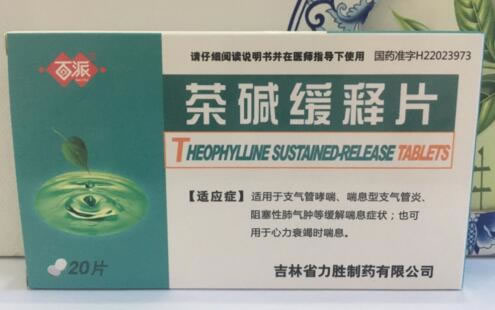 百派
请仔细阅读说明书并在医师指导下使用
国药准字H22023973
茶碱缓释片
THEOPHYLLINE SUSTAINED-RELEASE TABLETS
【适应症】适用于支气管哮喘、喘息型支气管炎、
阻塞性肺气肿等缓解喘息症状；也可
用于心力衰竭时喘息。
20片
吉林省力胜制药有限公司